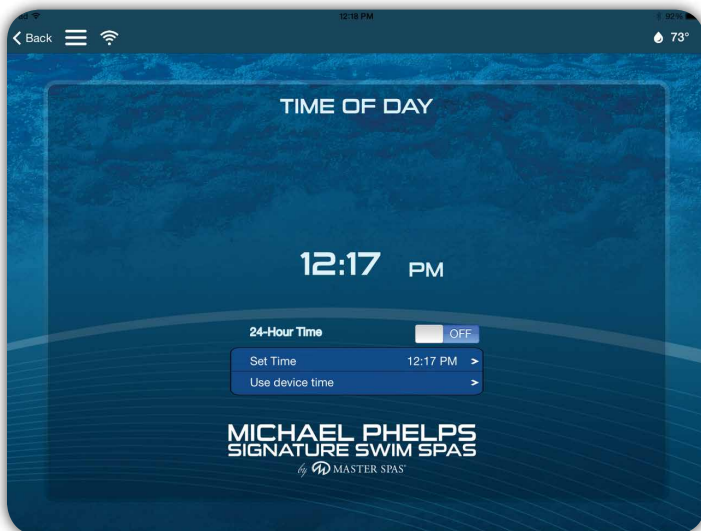 12:18 PM
92%
Back
73°
TIME OF DAY
12:17 PM
24-Hour Time OFF
Set Time 12:17 PM >
Use device time >
MICHAEL PHELPS
SIGNATURE SWIM SPAS
by MASTER SPAS